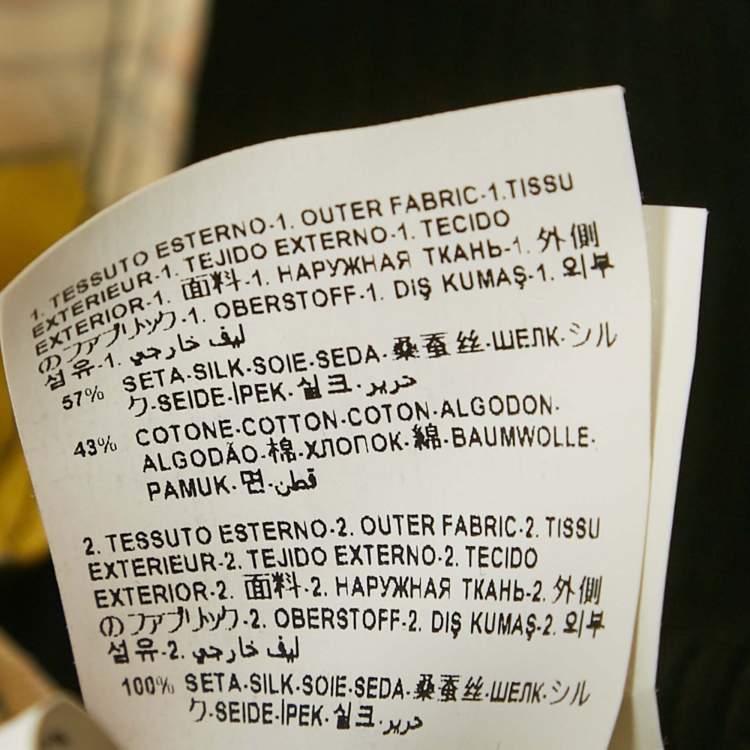 1. TESSUTO ESTERNO-1. OUTER FABRIC-1.TISSU
EXTERIEUR-1. TEJIDO EXTERNO-1. TECIDO
EXTERIOR-1. 面料-1. НАРУЖНАЯ ТКАНЬ-1. 外側
のファブリック-1. OBERSTOFF-1. DIŞ KUMAŞ-1. 외부
섬유-1. ليف خارجي
57% SETA-SILK-SOIE-SEDA-桑蚕丝-ШЕЛК-シル
ク-SEIDE-İPEK-실크-حرير
43% COTONE-COTTON-COTON-ALGODON-
ALGODÃO-棉-ХЛОПОК-綿-BAUMWOLLE-
PAMUK-면-قطن
2. TESSUTO ESTERNO-2. OUTER FABRIC-2. TISSU
EXTERIEUR-2. TEJIDO EXTERNO-2. TECIDO
EXTERIOR-2. 面料-2. НАРУЖНАЯ ТКАНЬ-2. 外側
のファブリック-2. OBERSTOFF-2. DIŞ KUMAŞ-2. 외부
섬유-2. ليف خارجي
100% SETA-SILK-SOIE-SEDA-桑蚕丝-ШЕЛК-シル
ク-SEIDE-İPEK-실크-حرير